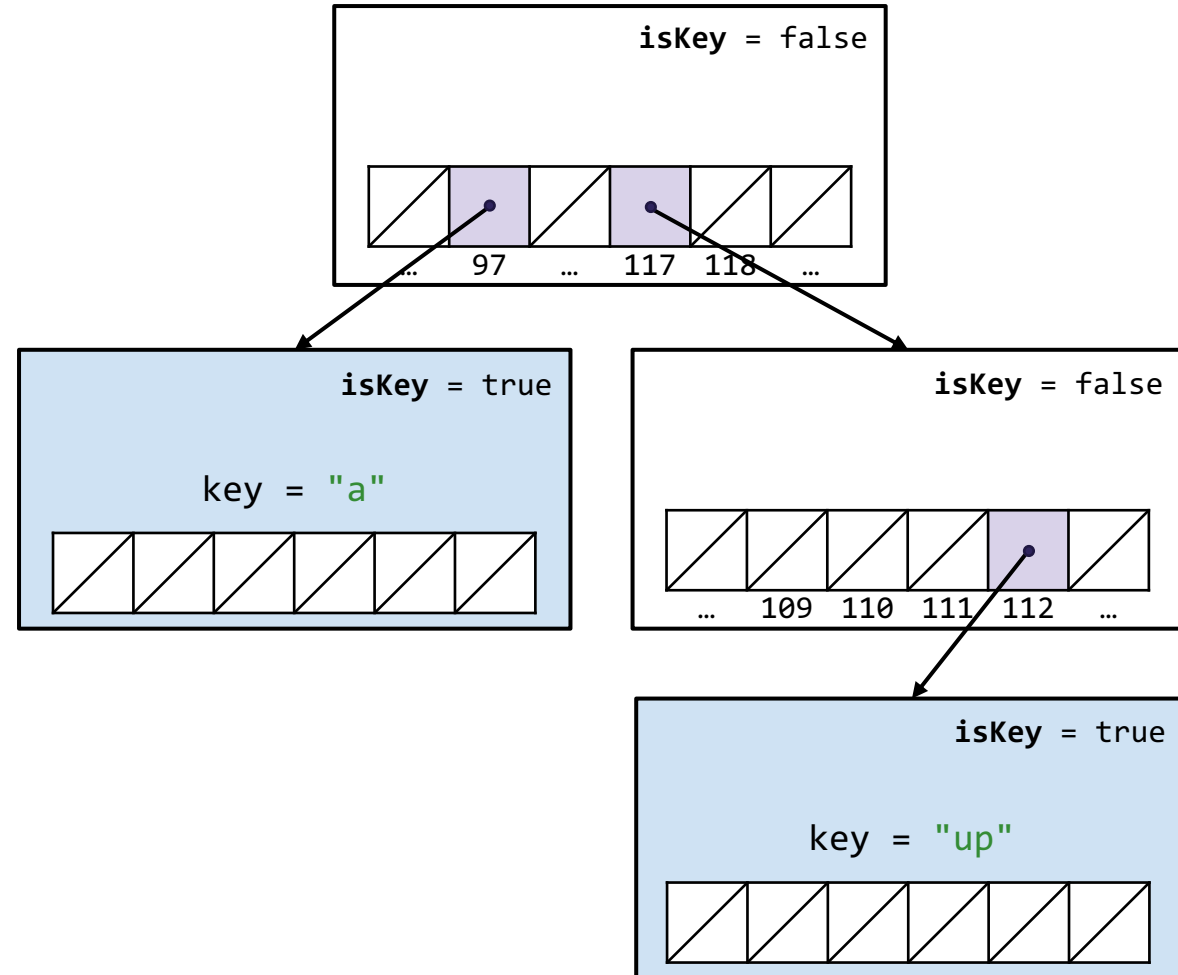 isKey = false
… 97 … 117 118 …
isKey = true
key = "a"
isKey = false
… 109 110 111 112 …
isKey = true
key = "up"